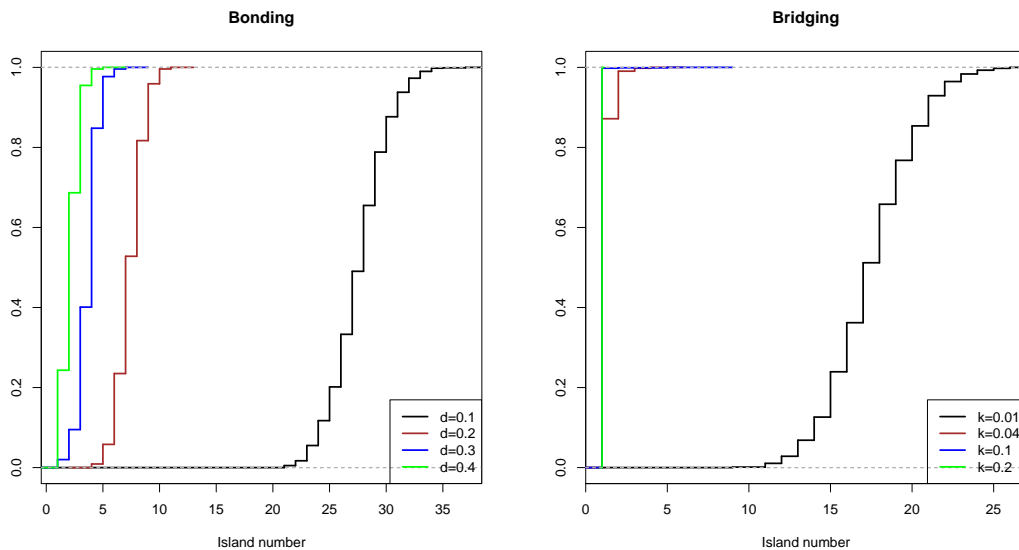 Bonding
0.0
0.2
0.4
0.6
0.8
1.0
0 5 10 15 20 25 30 35
Island number
d=0.1
d=0.2
d=0.3
d=0.4
Bridging
0.0
0.2
0.4
0.6
0.8
1.0
0 5 10 15 20 25
Island number
k=0.01
k=0.04
k=0.1
k=0.2